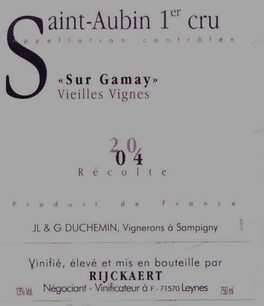 Saint-Aubin 1er cru
appellation contrôlée
«Sur Gamay»
Vieilles Vignes
2004
Récolte
Produit de France
JL & G DUCHEMIN, Vignerons à Sampigny
Vinifié, élevé et mis en bouteille par
RIJCKAERT
13% Vol. Négociant - Vinificateur à F - 71570 Leynes 750 ml